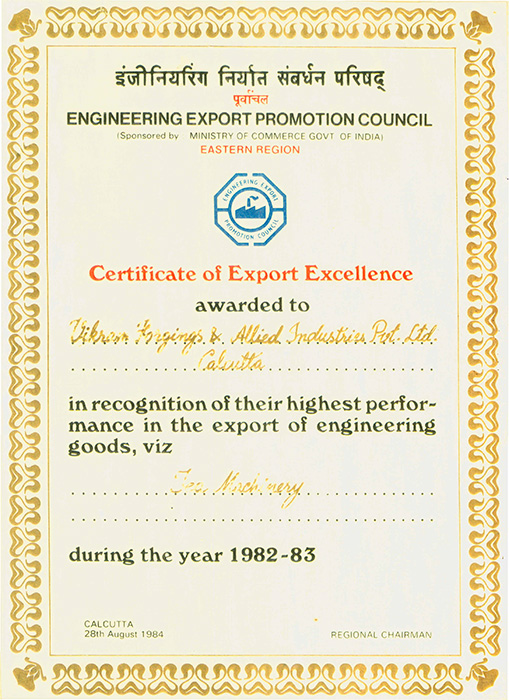 इंजीनियरिंग निर्यात संवर्धन परिषद्
पूर्वांचल
ENGINEERING EXPORT PROMOTION COUNCIL
(Sponsored by MINISTRY OF COMMERCE GOVT OF INDIA)
EASTERN REGION
ENGINEERING EXPORT
PROMOTION COUNCIL
Certificate of Export Excellence
awarded to
Vikram Forgings & Allied Industries Pvt. Ltd.
Calcutta
in recognition of their highest perfor-
mance in the export of engineering
goods, viz
Tea Machinery
during the year 1982-83
CALCUTTA
28th August 1984
REGIONAL CHAIRMAN